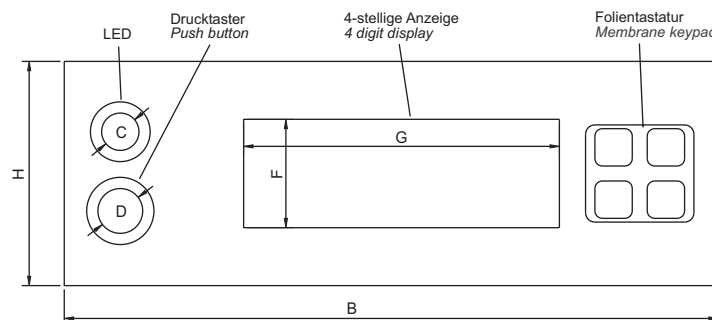 Drucktaster
Push button
LED
4-stellige Anzeige
4 digit display
Folientastatur
Membrane keypad
C
D
G
F
H
B